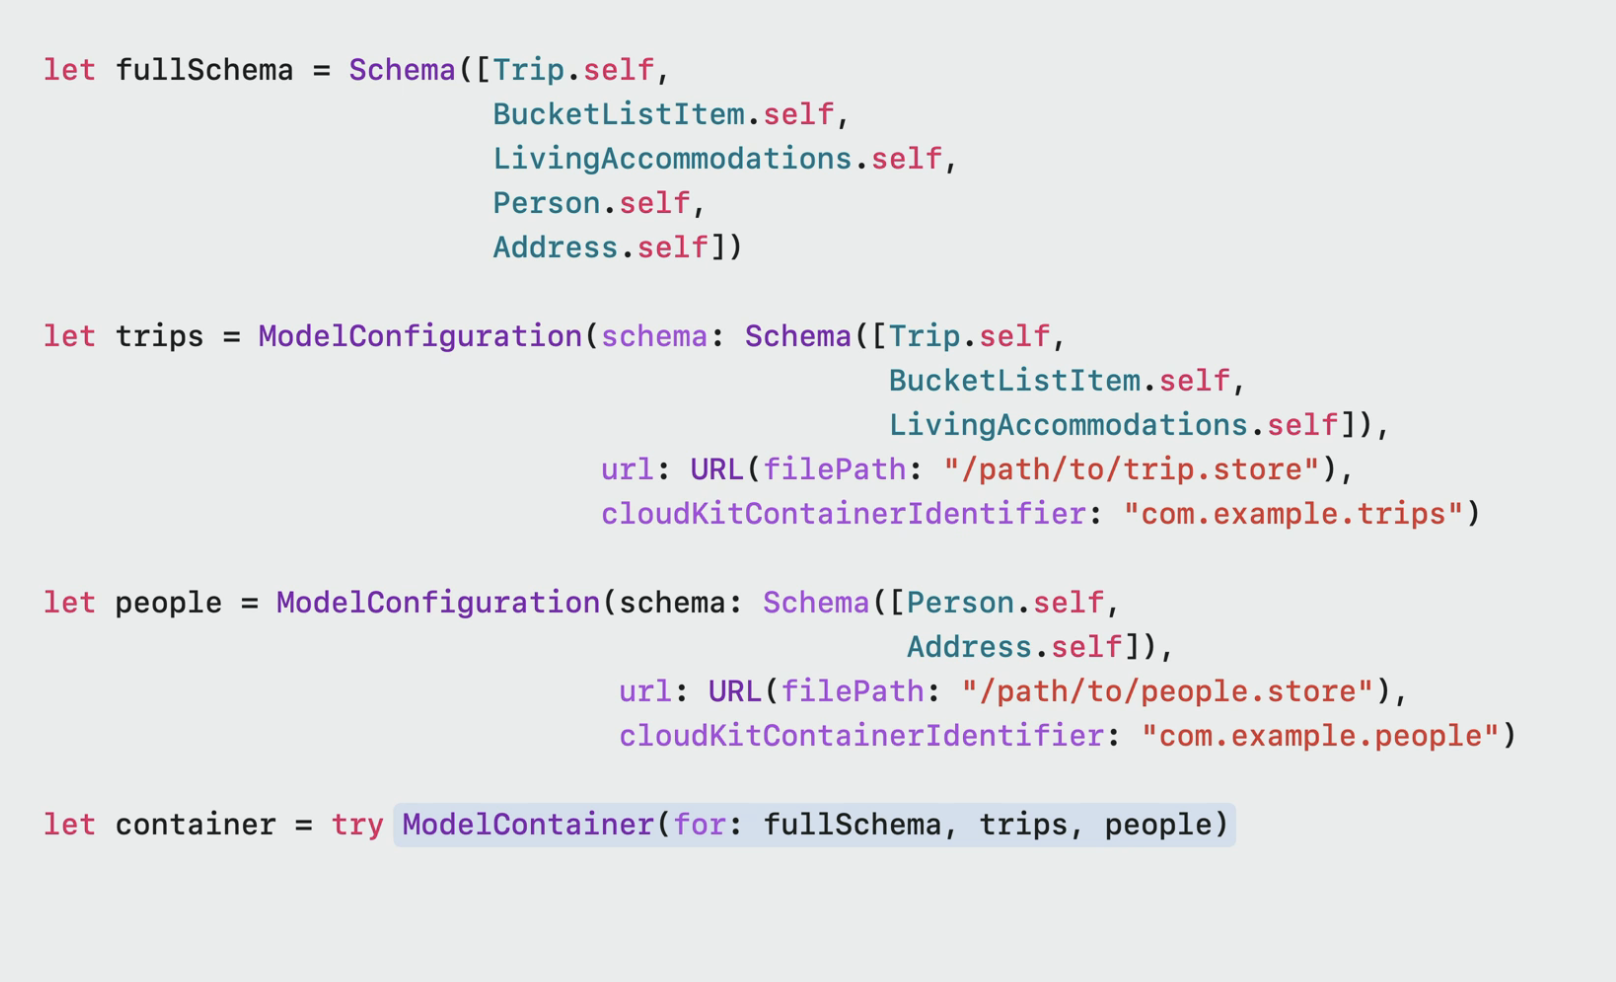 let fullSchema = Schema([Trip.self,
BucketListItem.self,
LivingAccommodations.self,
Person.self,
Address.self])
let trips = ModelConfiguration(schema: Schema([Trip.self,
BucketListItem.self,
LivingAccommodations.self]),
url: URL(filePath: "/path/to/trip.store"),
cloudKitContainerIdentifier: "com.example.trips")
let people = ModelConfiguration(schema: Schema([Person.self,
Address.self]),
url: URL(filePath: "/path/to/people.store"),
cloudKitContainerIdentifier: "com.example.people")
let container = try ModelContainer(for: fullSchema, trips, people)